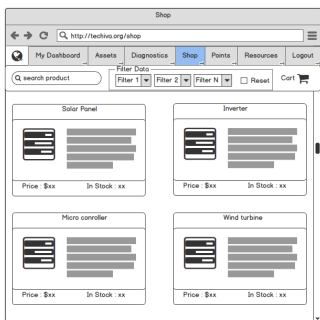 Shop
http://techivo.org/shop
My Dashboard Assets Diagnostics Shop Points Resources Logout
Filter Data
search product Filter 1 Filter 2 Filter N Reset Cart
Solar Panel Inverter
Price : $xx In Stock : xx Price : $xx In Stock : xx
Micro conroller Wind turbine
Price : $xx In Stock : xx Price : $xx In Stock : xx